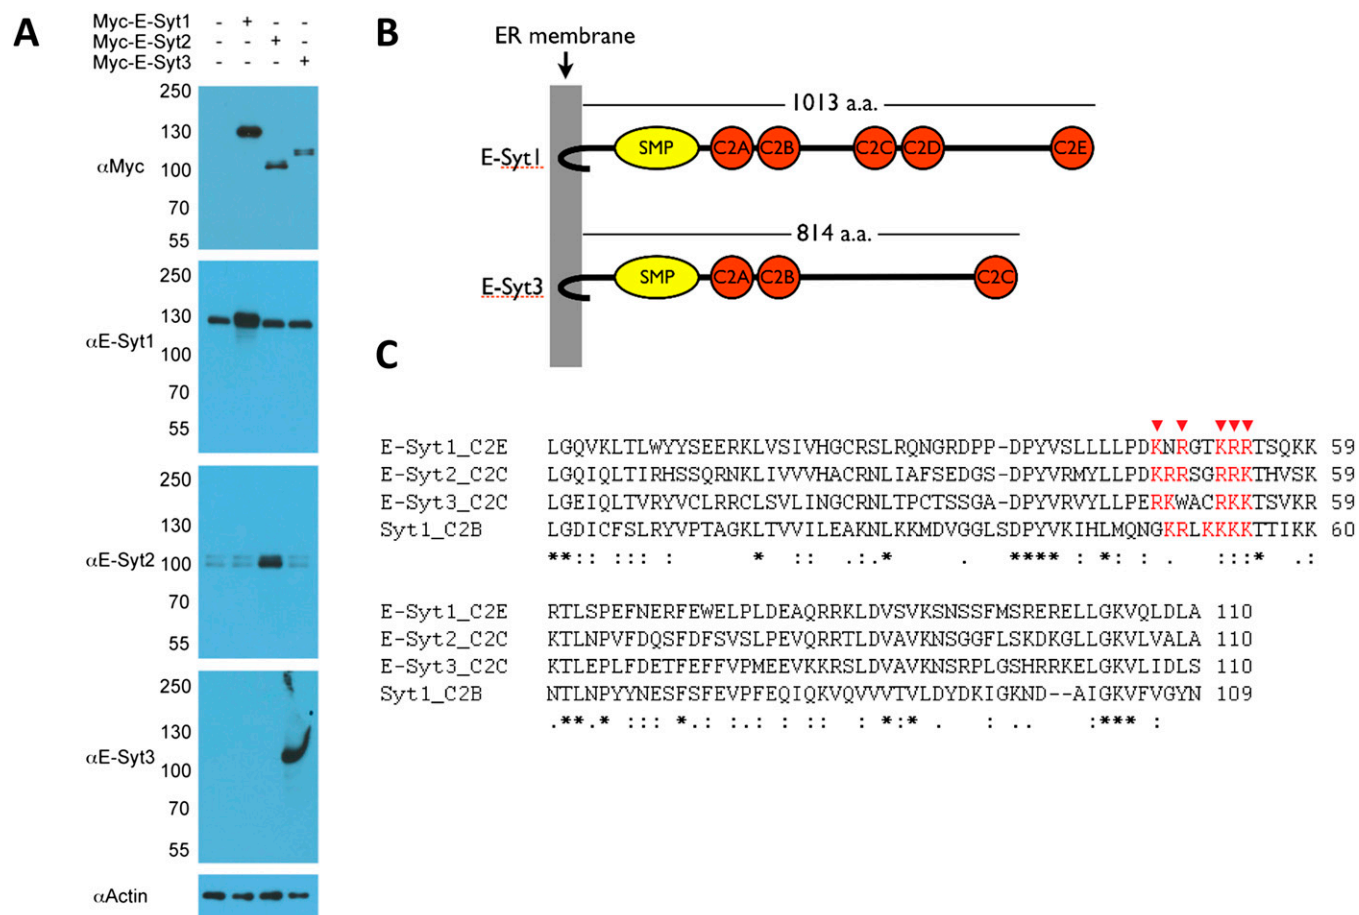 A
Myc-E-Syt1 - + - -
Myc-E-Syt2 - - + -
Myc-E-Syt3 - - - +
250
130
αMyc
100
70
55
250
130
αE-Syt1
100
70
55
250
130
αE-Syt2
100
70
55
250
130
αE-Syt3
100
70
55
αActin
B
ER membrane
1013 a.a.
E-Syt1 SMP C2A C2B C2C C2D C2E
814 a.a.
E-Syt3 SMP C2A C2B C2C
C
E-Syt1_C2E LGQVKLTLWYYSEERKLVSIVHGCRSLRQNGRDPP-DPYVSLLLLPDKNRGTKRRTSQKK 59
E-Syt2_C2C LGQIQLTIRHSSQRNKLIVVVHACRNLIAFSEDGS-DPYVRMYLLPDKRRSGRRKTHVSK 59
E-Syt3_C2C LGEIQLTVRYVCLRRCLSVLINGCRNLTPCTSSGA-DPYVRVYLLPERKWACRKKTSVKR 59
Syt1_C2B LGDICFSLRYVPTAGKLTVVILEAKNLKKMDVGGLSDPYVKIHLMQNGKRLKKKKTTIKK 60
**:: ::: : * : :: .:.* . **** : *: : . :::* .:
E-Syt1_C2E RTLSPEFNERFEWELPLDEAQRRKLDVSVKSNSSFMSRERELLGKVQLDLA 110
E-Syt2_C2C KTLNPVFDQSFDFSVSLPEVQRRTLDVAVKNSGGFLSKDKGLLGKVLVALA 110
E-Syt3_C2C KTLEPLFDETFEFFVPMEEVKKRSLDVAVKNSRPLGSHRRKELGKVLIDLS 110
Syt1_C2B NTLNPYYNESFSFEVPFEQIQKVQVVVTVLDYDKIGKND--AIGKVFVGYN 109
.**.* ::: *.: :.: : :: : *:* . : .. :*** :